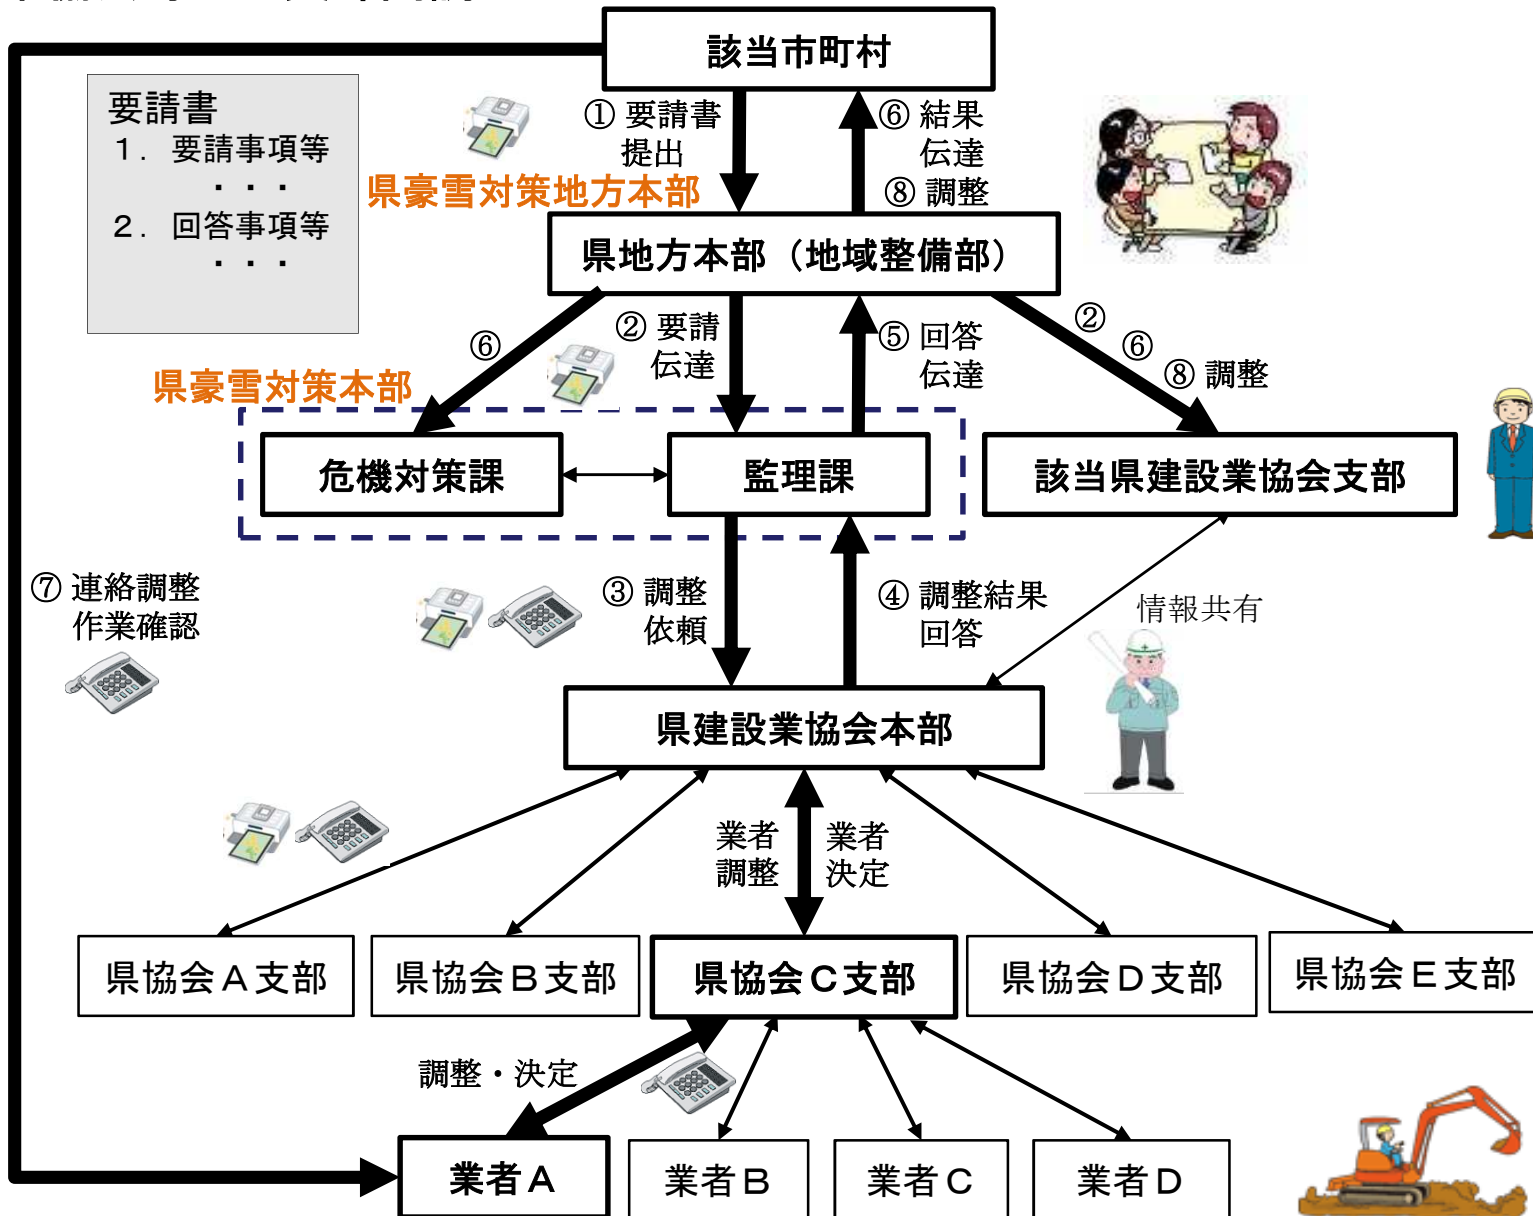 該当市町村
要請書
１．要請事項等
・・・
２．回答事項等
・・・
① 要請書
提出
⑥ 結果
伝達
⑧ 調整
県豪雪対策地方本部
県地方本部（地域整備部）
⑥
② 要請
伝達
⑤ 回答
伝達
②
⑥
⑧ 調整
県豪雪対策本部
危機対策課
監理課
該当県建設業協会支部
⑦ 連絡調整
作業確認
③ 調整
依頼
④ 調整結果
回答
情報共有
県建設業協会本部
業者
調整
業者
決定
県協会Ａ支部
県協会Ｂ支部
県協会Ｃ支部
県協会Ｄ支部
県協会Ｅ支部
調整・決定
業者Ａ
業者Ｂ
業者Ｃ
業者Ｄ